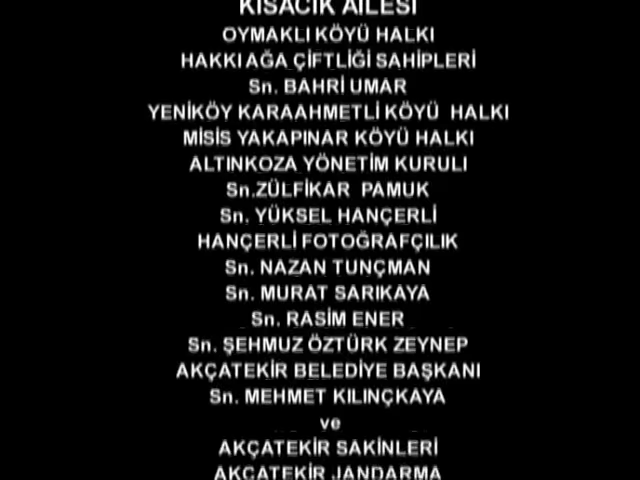 KISACIK AİLESİ
OYMAKLI KÖYÜ HALKI
HAKKI AĞA ÇİFTLİĞİ SAHİPLERİ
Sn. BAHRİ UMAR
YENİKÖY KARAAHMETLİ KÖYÜ HALKI
MİSİS YAKAPINAR KÖYÜ HALKI
ALTINKOZA YÖNETİM KURULI
Sn.ZÜLFİKAR PAMUK
Sn. YÜKSEL HANÇERLİ
HANÇERLİ FOTOĞRAFÇILIK
Sn. NAZAN TUNÇMAN
Sn. MURAT SARIKAYA
Sn. RASİM ENER
Sn. ŞEHMUZ ÖZTÜRK ZEYNEP
AKÇATEKİR BELEDİYE BAŞKANI
Sn. MEHMET KILINÇKAYA
ve
AKÇATEKİR SAKİNLERİ
AKÇATEKİR JANDARMA